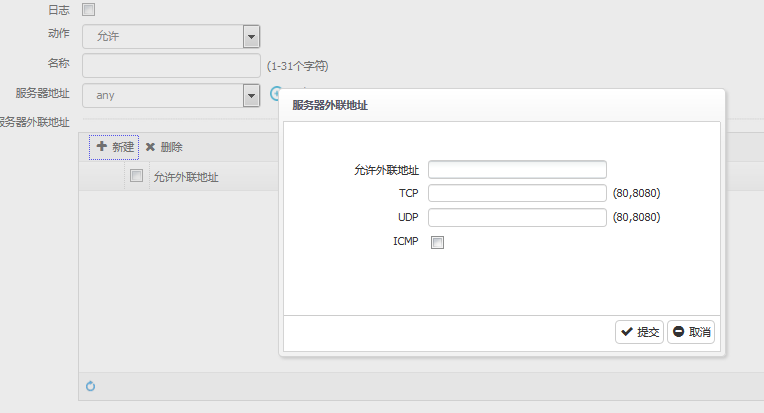 日志
动作 允许
名称 (1-31个字符)
服务器地址 any
服务器外联地址
新建 删除
允许外联地址
服务器外联地址
允许外联地址
TCP (80,8080)
UDP (80,8080)
ICMP
提交 取消